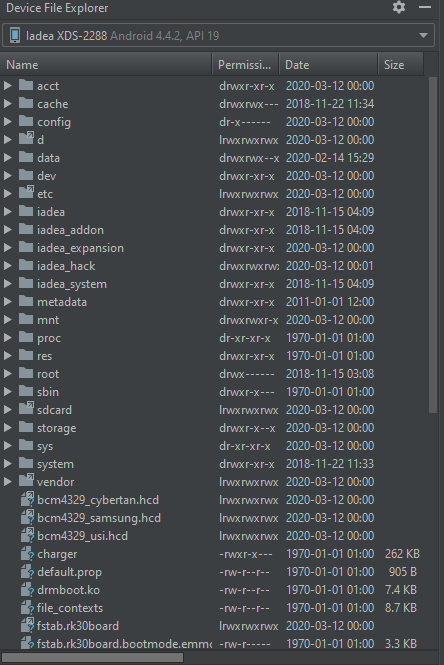 Device File Explorer
Iadea XDS-2288 Android 4.4.2, API 19
Name Permissi... Date Size
acct drwxr-xr-x 2020-03-12 00:00
cache drwxrwx--- 2018-11-22 11:34
config dr-x------ 2020-03-12 00:00
d lrwxrwxrwx 2020-03-12 00:00
data drwxrwx--x 2020-02-14 15:29
dev drwxr-xr-x 2020-03-12 00:00
etc lrwxrwxrwx 2020-03-12 00:00
iadea drwxr-xr-x 2018-11-15 04:09
iadea_addon drwxr-xr-x 2018-11-15 04:09
iadea_expansion drwxr-xr-x 2020-03-12 00:00
iadea_hack drwxrwxrwx 2020-03-12 00:01
iadea_system drwxr-xr-x 2018-11-15 04:09
metadata drwxr-xr-x 2011-01-01 12:00
mnt drwxrwxr-x 2020-03-12 00:00
proc dr-xr-xr-x 1970-01-01 01:00
res drwxr-xr-x 1970-01-01 01:00
root drwx------ 2018-11-15 03:08
sbin drwxr-x--- 1970-01-01 01:00
sdcard lrwxrwxrwx 2020-03-12 00:00
storage drwxr-x--x 2020-03-12 00:00
sys dr-xr-xr-x 2020-03-12 00:00
system drwxr-xr-x 2018-11-22 11:33
vendor lrwxrwxrwx 2020-03-12 00:00
bcm4329_cybertan.hcd lrwxrwxrwx 2020-03-12 00:00
bcm4329_samsung.hcd lrwxrwxrwx 2020-03-12 00:00
bcm4329_usi.hcd lrwxrwxrwx 2020-03-12 00:00
charger -rwxr-x--- 1970-01-01 01:00 262 KB
default.prop -rw-r--r-- 1970-01-01 01:00 905 B
drmboot.ko -rw-r--r-- 1970-01-01 01:00 7.4 KB
file_contexts -rw-r--r-- 1970-01-01 01:00 8.7 KB
fstab.rk30board lrwxrwxrwx 2020-03-12 00:00
fstab.rk30board.bootmode.emmc -rw-r----- 1970-01-01 01:00 3.3 KB